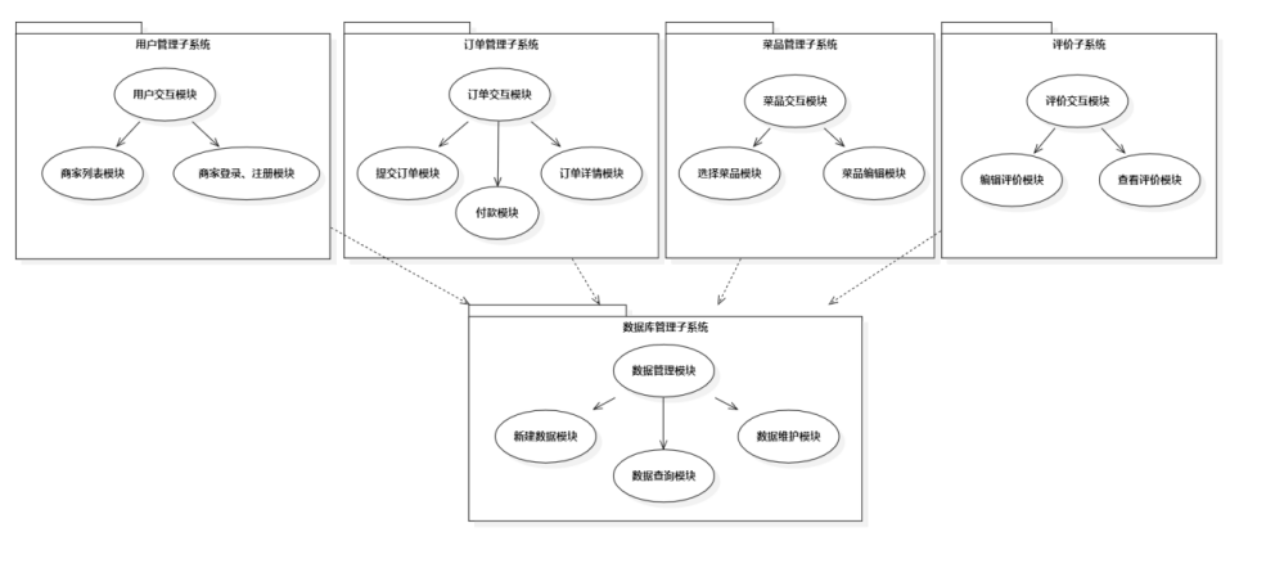 用户管理子系统
用户交互模块
商家列表模块
商家登录、注册模块
订单管理子系统
订单交互模块
提交订单模块
订单详情模块
付款模块
菜品管理子系统
菜品交互模块
选择菜品模块
菜品编辑模块
评价子系统
评价交互模块
编辑评价模块
查看评价模块
数据库管理子系统
数据管理模块
新建数据模块
数据维护模块
数据查询模块